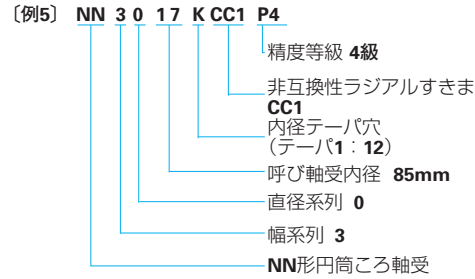 〔例5〕 NN 3 0 17 K CC1 P4
精度等級 4級
非互換性ラジアルすきま
CC1
内径テーパ穴
（テーパ1：12）
呼び軸受内径 85mm
直径系列 0
幅系列 3
NN形円筒ころ軸受